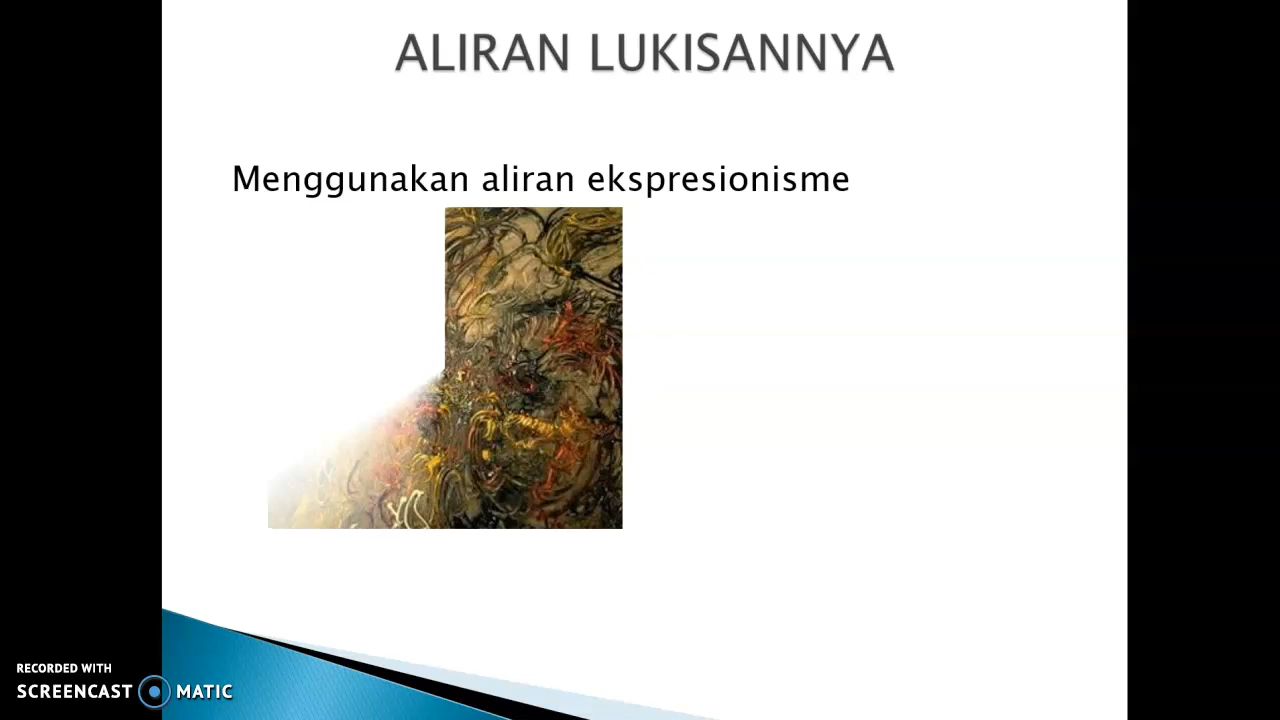 ALIRAN LUKISANNYA
Menggunakan aliran ekspresionisme
RECORDED WITH
SCREENCAST MATIC